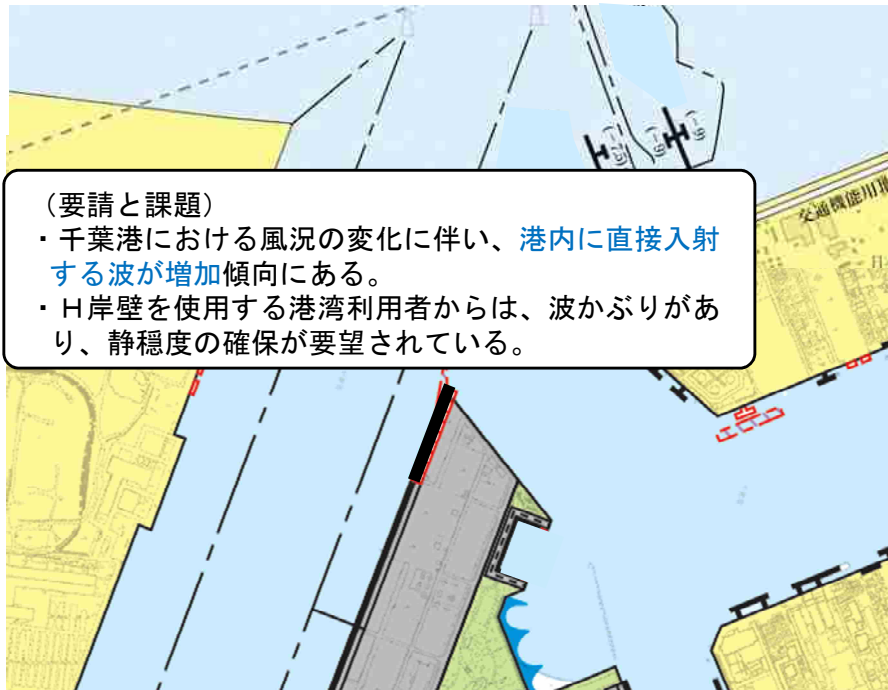 (-7.5)
(-9)
(-9)
交通機能用地
(要請と課題)
・千葉港における風況の変化に伴い、港内に直接入射
する波が増加傾向にある。
・H岸壁を使用する港湾利用者からは、波かぶりがあ
り、静穏度の確保が要望されている。